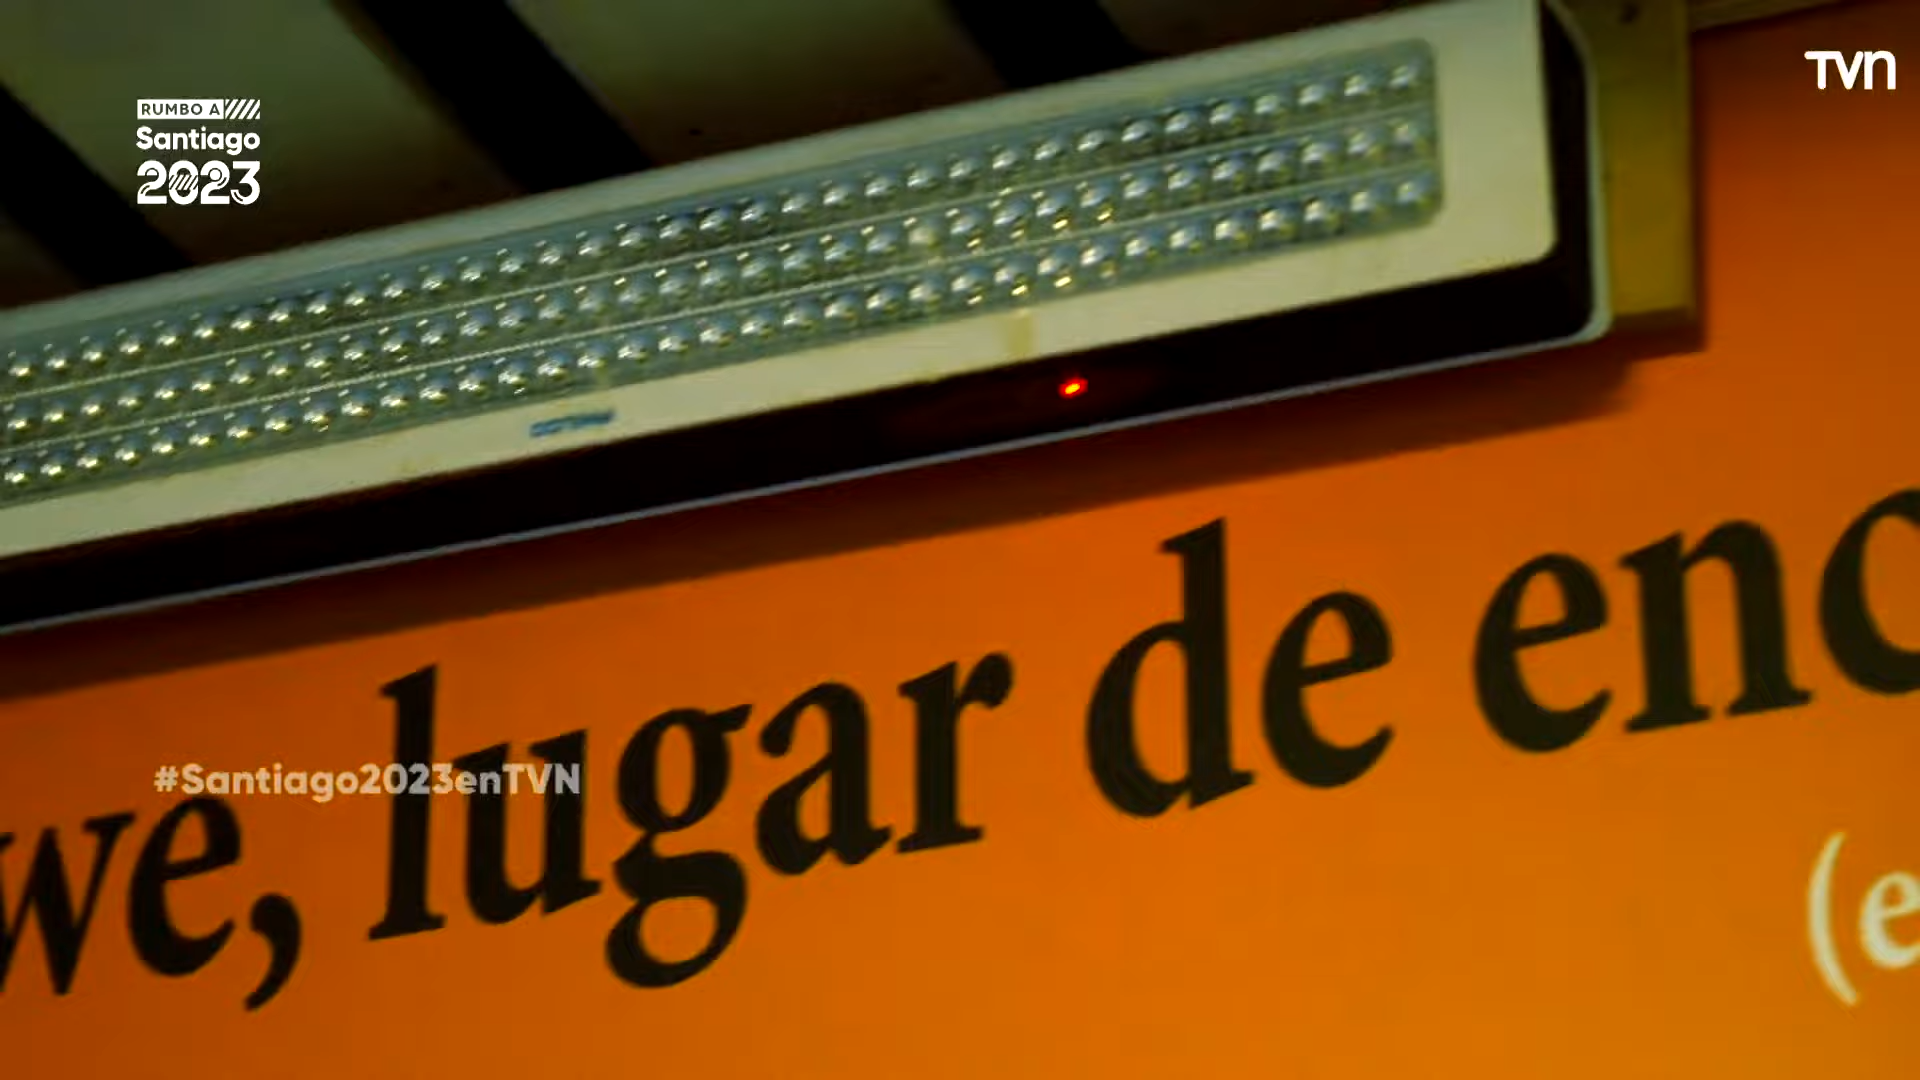 RUMBO A
Santiago
2023
TVN
we, lugar de enc
#Santiago2023enTVN
(e